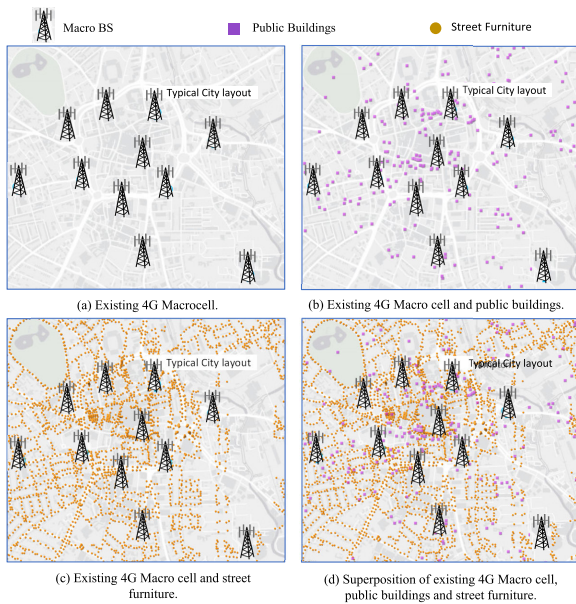 Macro BS
Public Buildings
Street Furniture
Typical City layout
Typical City layout
(a) Existing 4G Macrocell.
(b) Existing 4G Macro cell and public buildings.
Typical City layout
Typical City layout
(c) Existing 4G Macro cell and street
furniture.
(d) Superposition of existing 4G Macro cell,
public buildings and street furniture.